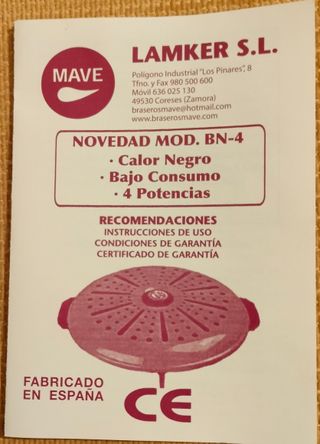 MAVE
LAMKER S.L.
Polígono Industrial "Los Pinares", 8
Tfno. y Fax 980 500 600
Móvil 636 025 130
49530 Coreses (Zamora)
braserosmave@hotmail.com
www.braserosmave.com
NOVEDAD MOD. BN-4
· Calor Negro
· Bajo Consumo
· 4 Potencias
RECOMENDACIONES
INSTRUCCIONES DE USO
CONDICIONES DE GARANTÍA
CERTIFICADO DE GARANTÍA
FABRICADO
EN ESPAÑA
CE